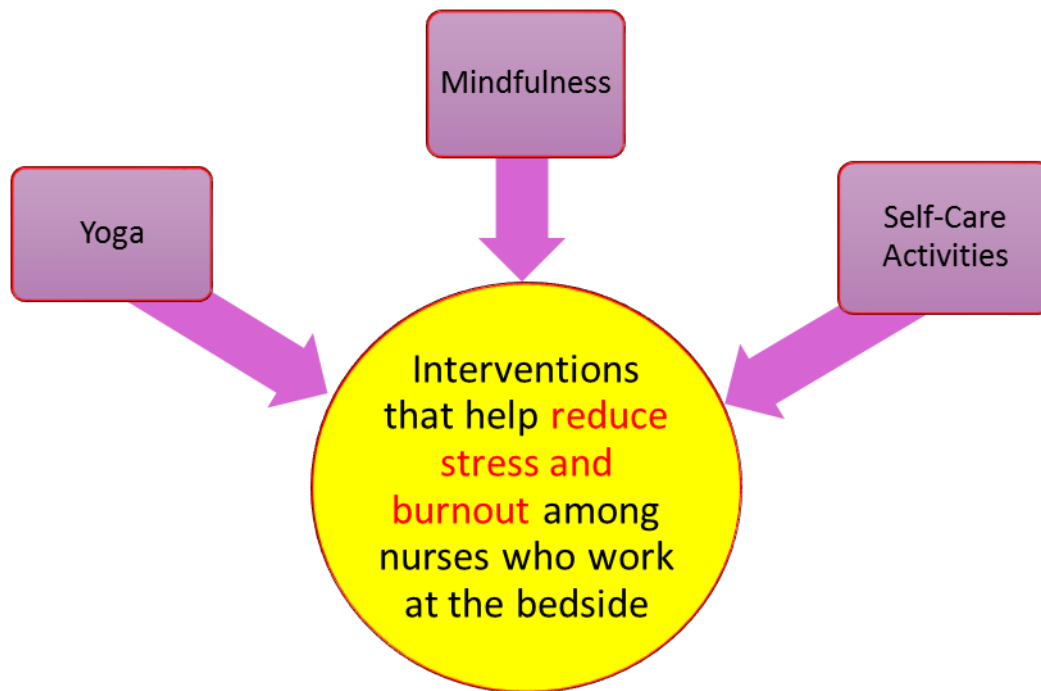 Mindfulness
Yoga
Self-Care
Activities
Interventions
that help reduce
stress and
burnout among
nurses who work
at the bedside